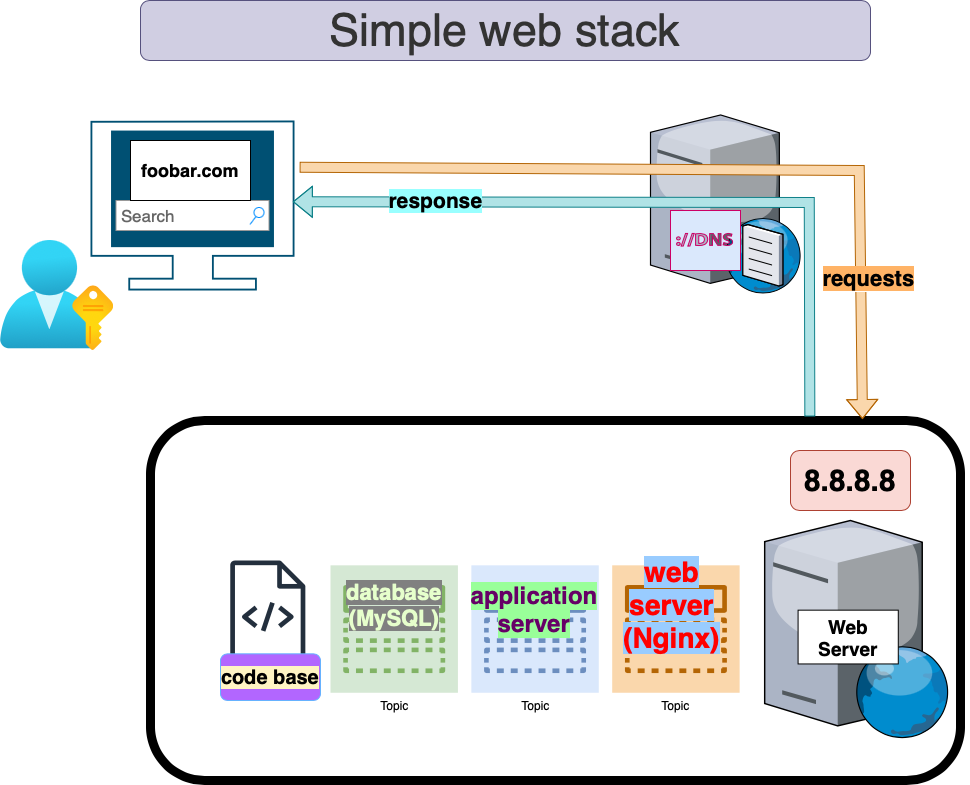 Simple web stack
foobar.com
Search
response
://DNS
requests
8.8.8.8
Web
Server
web
server
(Nginx)
application
server
database
(MySQL)
code base
Topic
Topic
Topic